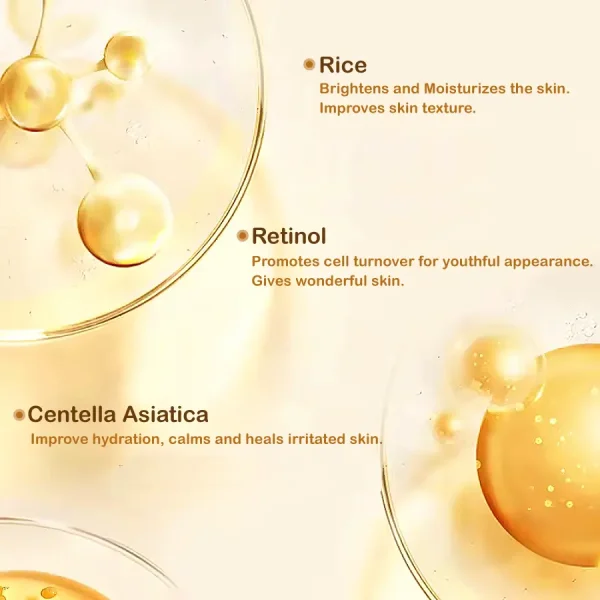 Rice
Brightens and Moisturizes the skin.
Improves skin texture.
Retinol
Promotes cell turnover for youthful appearance.
Gives wonderful skin.
Centella Asiatica
Improve hydration, calms and heals irritated skin.